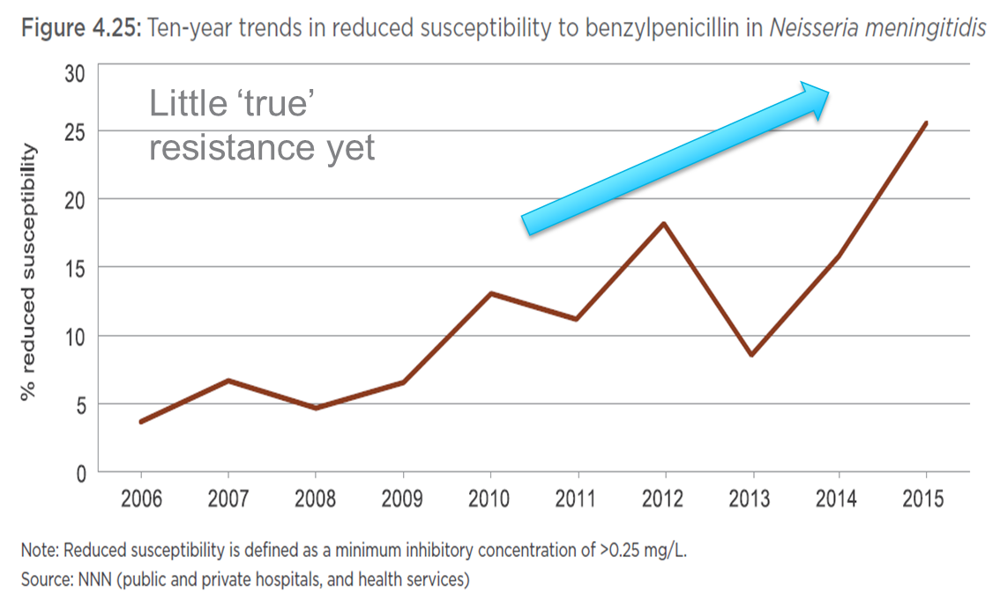 Figure 4.25: Ten-year trends in reduced susceptibility to benzylpenicillin in Neisseria meningitidis
Little ‘true’
resistance yet
% reduced susceptibility
30
25
20
15
10
5
0
2006 2007 2008 2009 2010 2011 2012 2013 2014 2015
Note: Reduced susceptibility is defined as a minimum inhibitory concentration of >0.25 mg/L.
Source: NNN (public and private hospitals, and health services)